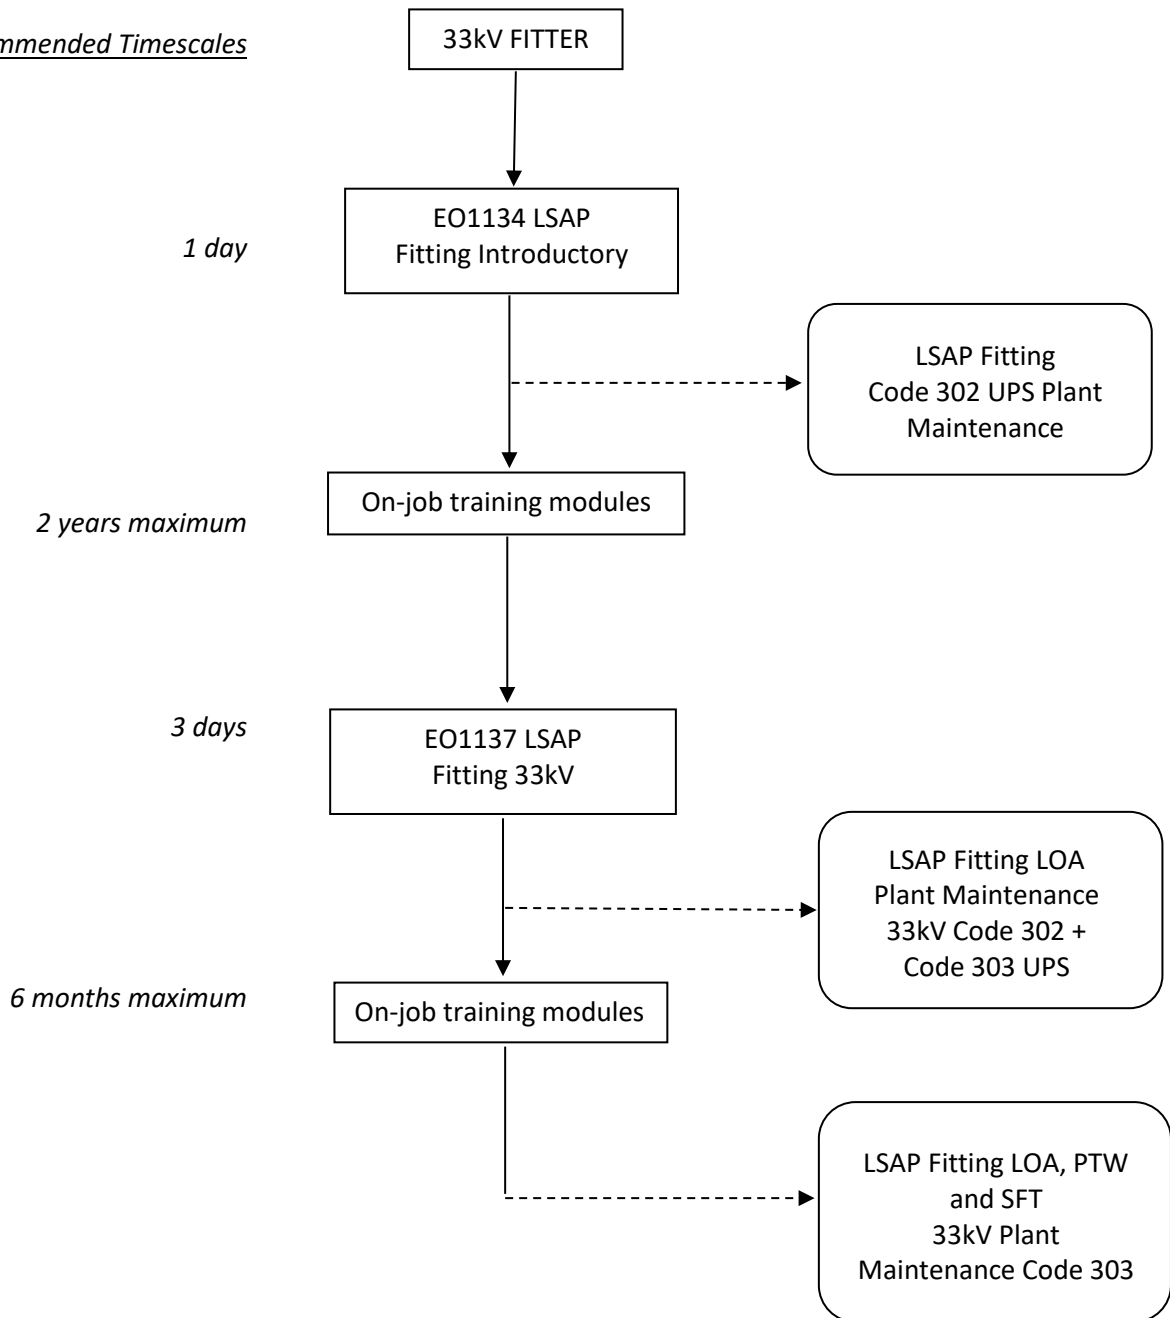 Timescales
33kV FITTER
1 day
EO1134 LSAP
Fitting Introductory
LSAP Fitting
Code 302 UPS Plant
Maintenance
On-job training modules
2 years maximum
3 days
EO1137 LSAP
Fitting 33kV
LSAP Fitting LOA
Plant Maintenance
33kV Code 302 +
Code 303 UPS
6 months maximum
On-job training modules
LSAP Fitting LOA, PTW
and SFT
33kV Plant
Maintenance Code 303